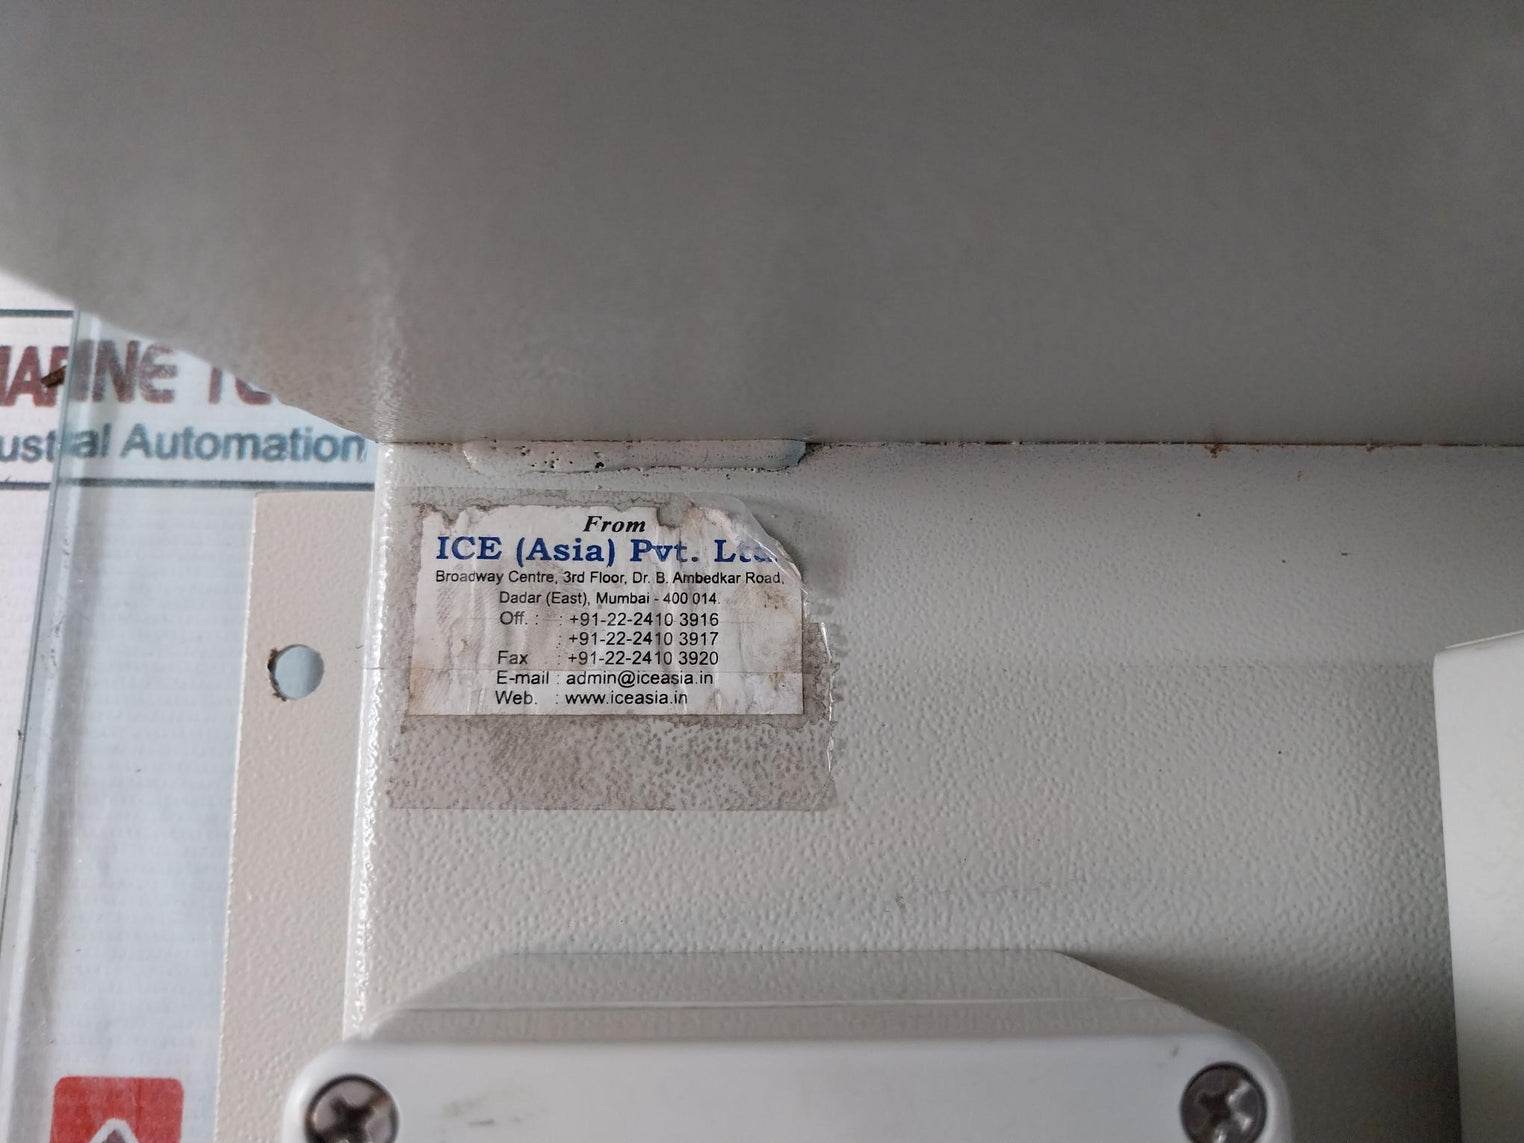 MARINE
Automation
From
ICE (Asia) Pvt. Ltd.
Broadway Centre, 3rd Floor, Dr. B. Ambedkar Road,
Dadar (East), Mumbai - 400 014.
Off. : : +91-22-2410 3916
: +91-22-2410 3917
Fax : +91-22-2410 3920
E-mail : admin@iceasia.in
Web. : www.iceasia.in